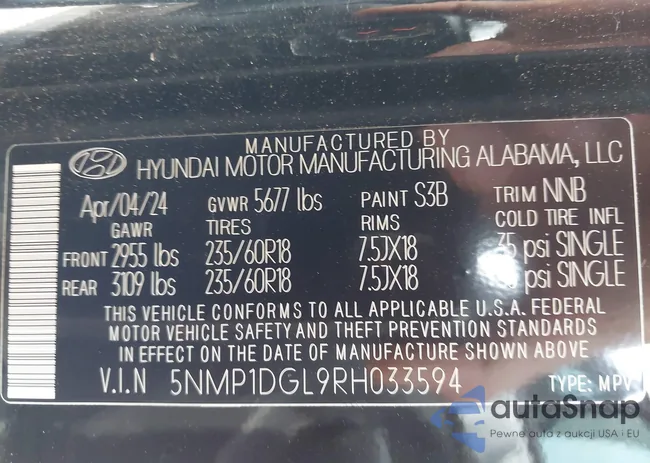 MANUFACTURED BY
HYUNDAI MOTOR MANUFACTURING ALABAMA, LLC
Apr/04/24 GVWR 5677 lbs PAINT S3B TRIM NNB
GAWR TIRES RIMS COLD TIRE INFL
FRONT 2955 lbs 235/60R18 7.5JX18 35 psi SINGLE
REAR 3109 lbs 235/60R18 7.5JX18 psi SINGLE
THIS VEHICLE CONFORMS TO ALL APPLICABLE U.S.A. FEDERAL
MOTOR VEHICLE SAFETY AND THEFT PREVENTION STANDARDS
IN EFFECT ON THE DATE OF MANUFACTURE SHOWN ABOVE
V.I.N 5NMP1DGL9RH033594 TYPE: MPV
autoSnap
Pewne auta z aukcji USA i EU